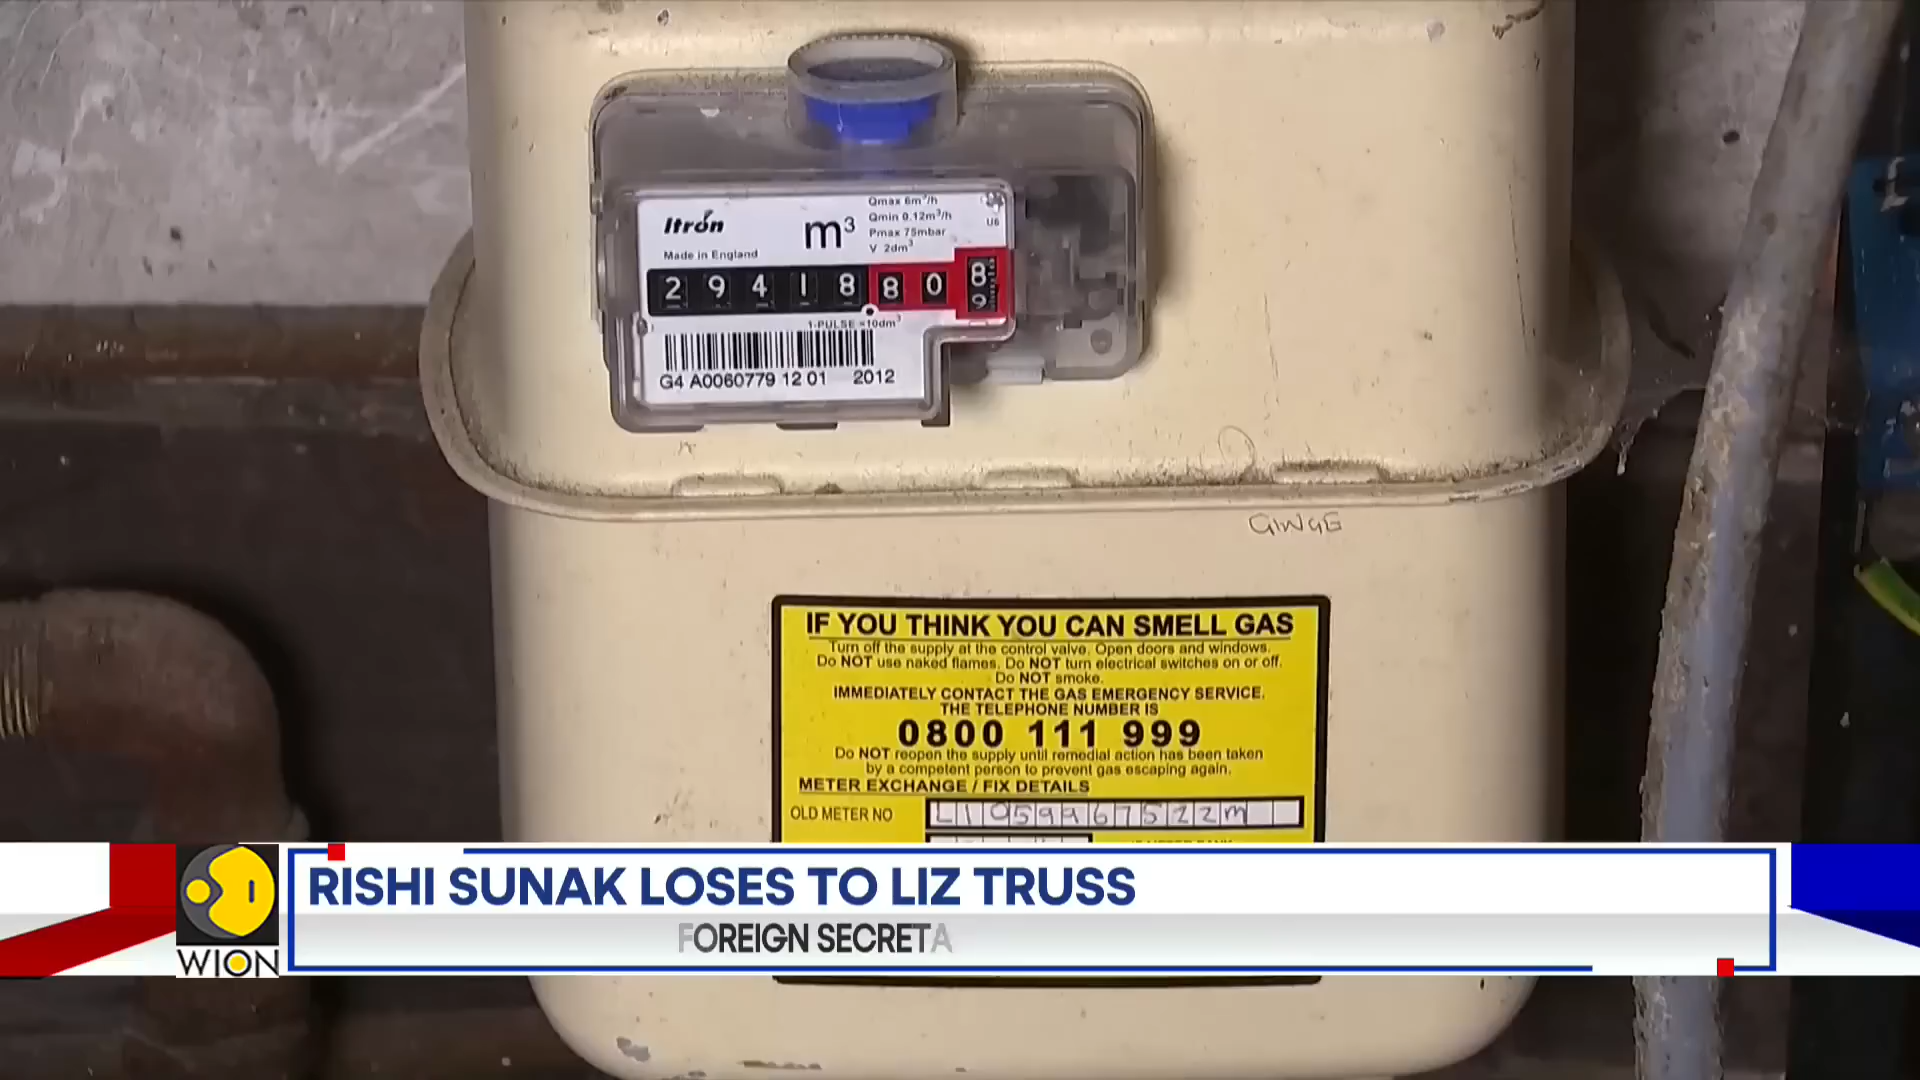 Itrón
m³
Qmax 6m³/h
Qmin 0.12m³/h
Pmax 75mbar
V 2dm³
U6
Made in England
2 9 4 1 8 8 0 8
9
1-PULSE =10dm³
G4 A0060779 12 01 2012
GINGE
IF YOU THINK YOU CAN SMELL GAS
Turn off the supply at the control valve. Open doors and windows.
Do NOT use naked flames. Do NOT turn electrical switches on or off.
Do NOT smoke.
IMMEDIATELY CONTACT THE GAS EMERGENCY SERVICE.
THE TELEPHONE NUMBER IS
0800 111 999
Do NOT reopen the supply until remedial action has been taken
by a competent person to prevent gas escaping again.
METER EXCHANGE / FIX DETAILS
OLD METER NO L1059967522M
RISHI SUNAK LOSES TO LIZ TRUSS
FOREIGN SECRETA
WION